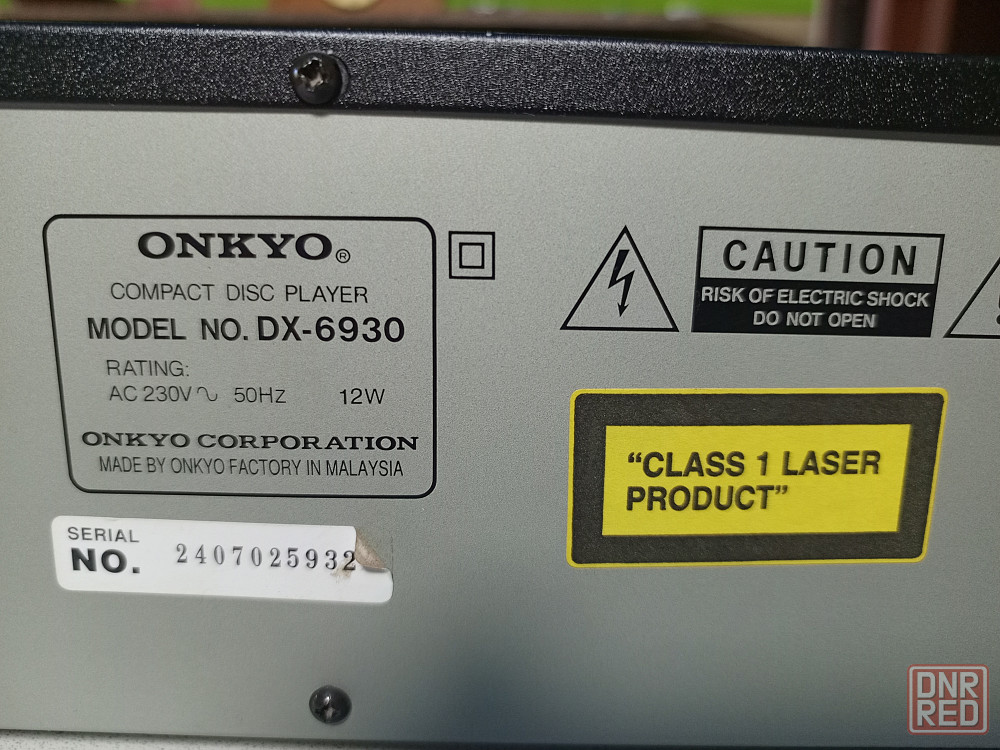 ONKYO®
COMPACT DISC PLAYER
MODEL NO. DX-6930
RATING:
AC 230V～ 50Hz 12W
ONKYO CORPORATION
MADE BY ONKYO FACTORY IN MALAYSIA
SERIAL
NO. 2407025932
CAUTION
RISK OF ELECTRIC SHOCK
DO NOT OPEN
“CLASS 1 LASER
PRODUCT”
DNR
RED